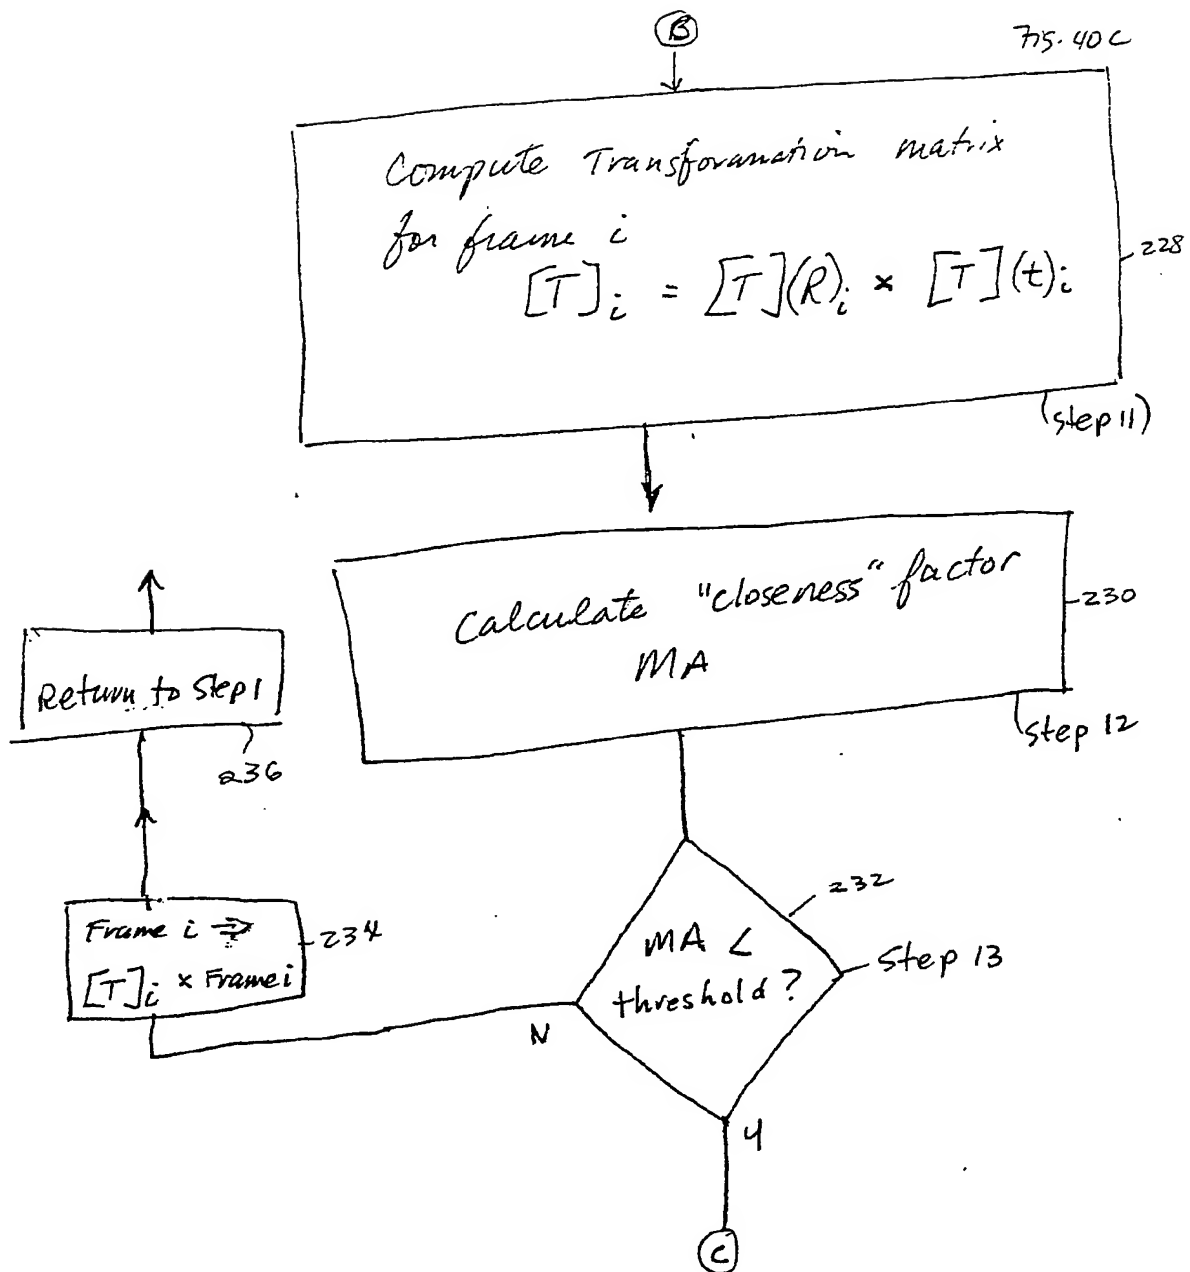 B
Fig. 40C
Compute Transformation matrix
for frame i
[T]i = [T](R)i × [T](t)i
228
(step 11)
Calculate "closeness" factor
MA
230
Step 12
Return to Step 1
236
232
MA <
threshold?
Step 13
Frame i ⇒
[T]i × Frame i
234
N
Y
C